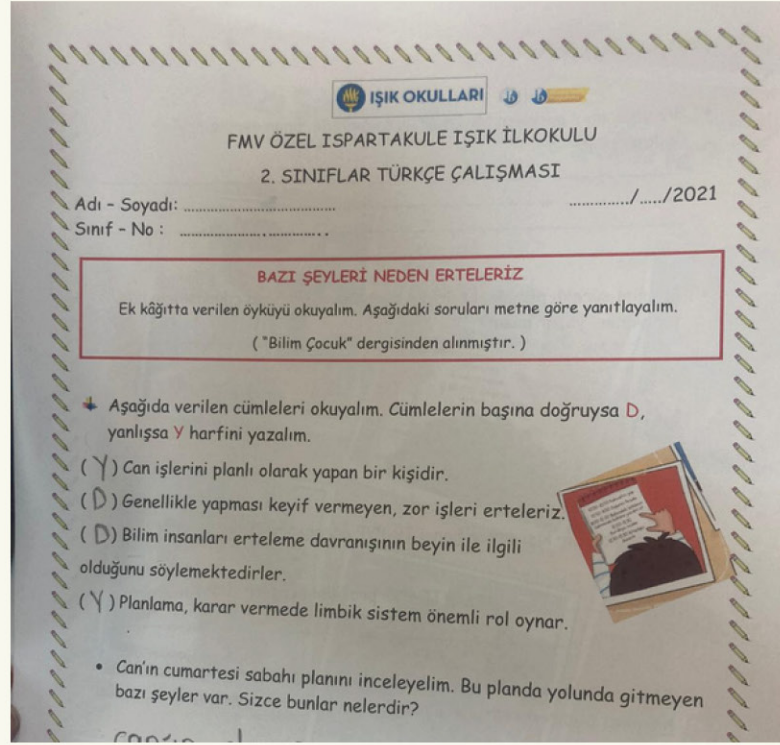 IŞIK OKULLARI
FMV ÖZEL ISPARTAKULE IŞIK İLKOKULU
2. SINIFLAR TÜRKÇE ÇALIŞMASI
Adı - Soyadı: ....................................... ............../...../2021
Sınıf - No : .......................................
BAZI ŞEYLERİ NEDEN ERTELERİZ
Ek kâğıtta verilen öyküyü okuyalım. Aşağıdaki soruları metne göre yanıtlayalım.
( "Bilim Çocuk" dergisinden alınmıştır. )
Aşağıda verilen cümleleri okuyalım. Cümlelerin başına doğruysa D,
yanlışsa Y harfini yazalım.
( Y ) Can işlerini planlı olarak yapan bir kişidir.
( D ) Genellikle yapması keyif vermeyen, zor işleri erteleriz.
( D ) Bilim insanları erteleme davranışının beyin ile ilgili
olduğunu söylemektedirler.
( Y ) Planlama, karar vermede limbik sistem önemli rol oynar.
• Can'ın cumartesi sabahı planını inceleyelim. Bu planda yolunda gitmeyen
bazı şeyler var. Sizce bunlar nelerdir?